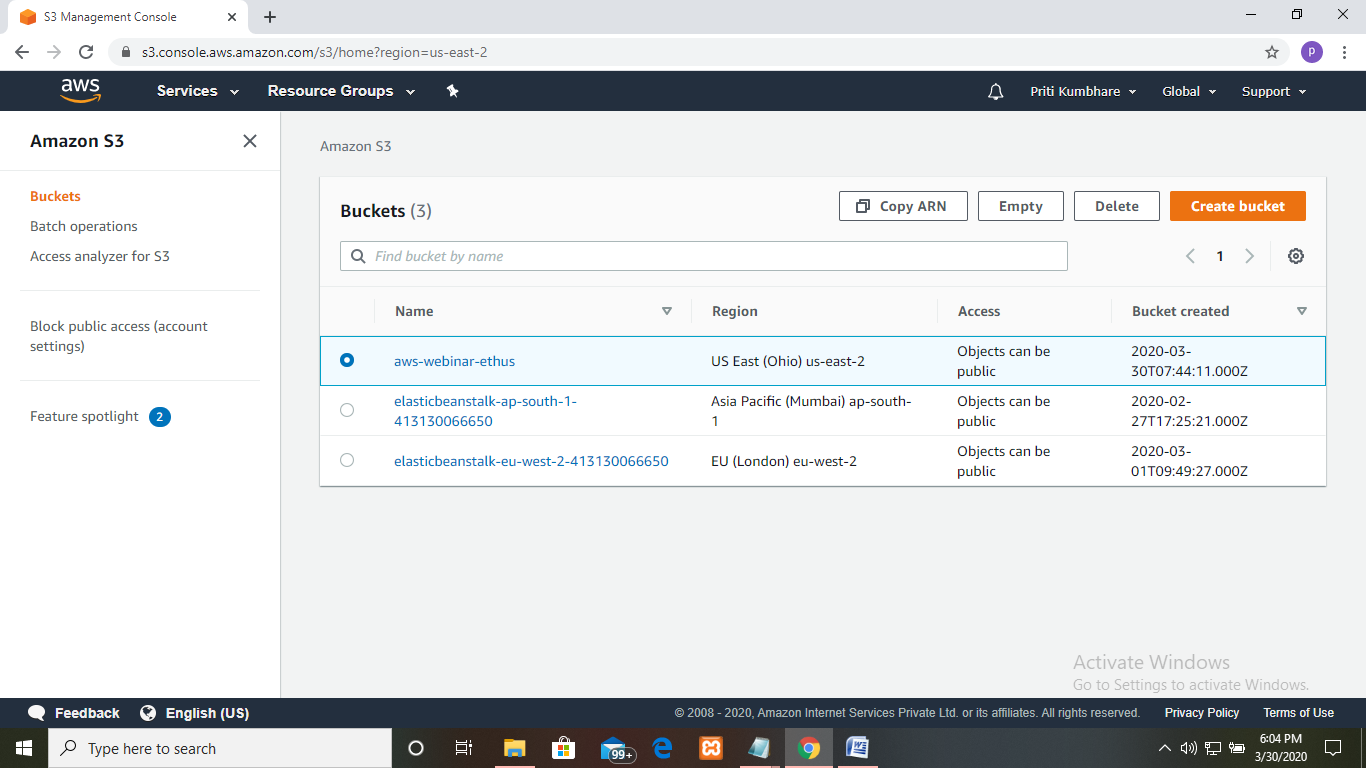 S3 Management Console
s3.console.aws.amazon.com/s3/home?region=us-east-2
P
aws
Services
Resource Groups
Priti Kumbhare
Global
Support
Amazon S3
Buckets
Batch operations
Access analyzer for S3
Block public access (account
settings)
Feature spotlight 2
Amazon S3
Buckets (3)
Copy ARN
Empty
Delete
Create bucket
Find bucket by name
1
Name
Region
Access
Bucket created
aws-webinar-ethus
US East (Ohio) us-east-2
Objects can be
public
2020-03-
30T07:44:11.000Z
elasticbeanstalk-ap-south-1-
413130066650
Asia Pacific (Mumbai) ap-south-
1
Objects can be
public
2020-02-
27T17:25:21.000Z
elasticbeanstalk-eu-west-2-413130066650
EU (London) eu-west-2
Objects can be
public
2020-03-
01T09:49:27.000Z
Activate Windows
Go to Settings to activate Windows.
Feedback
English (US)
© 2008 - 2020, Amazon Internet Services Private Ltd. or its affiliates. All rights reserved.
Privacy Policy
Terms of Use
Type here to search
99+
6:04 PM
3/30/2020